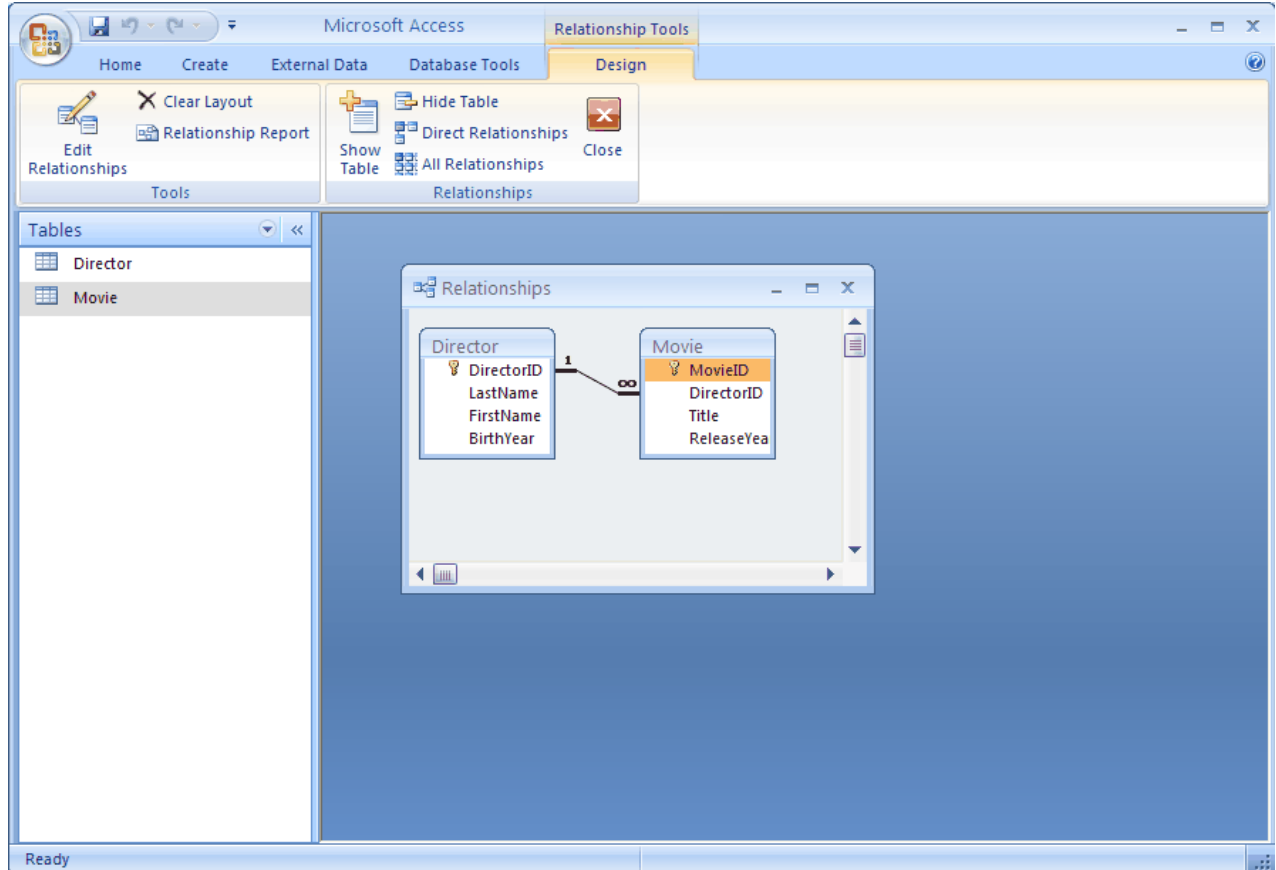 Microsoft Access
Relationship Tools
Home Create External Data Database Tools Design
Edit Relationships
Clear Layout
Relationship Report
Tools
Show Table
Hide Table
Direct Relationships
All Relationships
Close
Relationships
Tables
Director
Movie
Relationships
Director
DirectorID
LastName
FirstName
BirthYear
1
∞
Movie
MovieID
DirectorID
Title
ReleaseYea
Ready